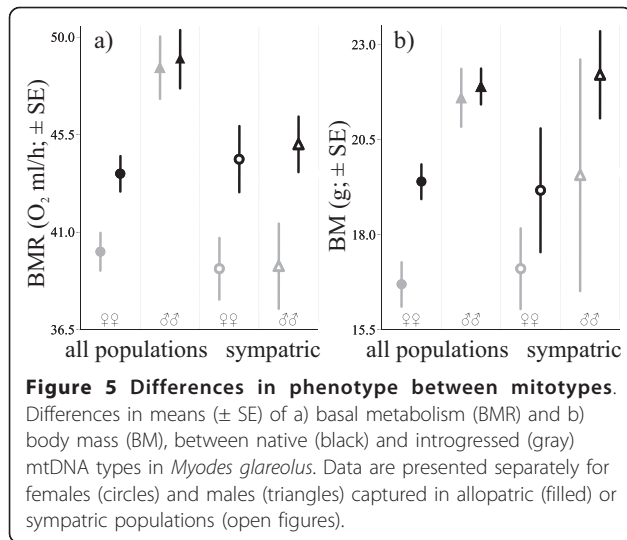 a)
BMR (O₂ ml/h; ± SE)
50.0
45.5
41.0
36.5
♀♀
♂♂
♀♀
♂♂
all populations
sympatric
b)
BM (g; ± SE)
23.0
20.5
18.0
15.5
♀♀
♂♂
♀♀
♂♂
all populations
sympatric
Figure 5 Differences in phenotype between mitotypes.
Differences in means (± SE) of a) basal metabolism (BMR) and b)
body mass (BM), between native (black) and introgressed (gray)
mtDNA types in Myodes glareolus. Data are presented separately for
females (circles) and males (triangles) captured in allopatric (filled) or
sympatric populations (open figures).